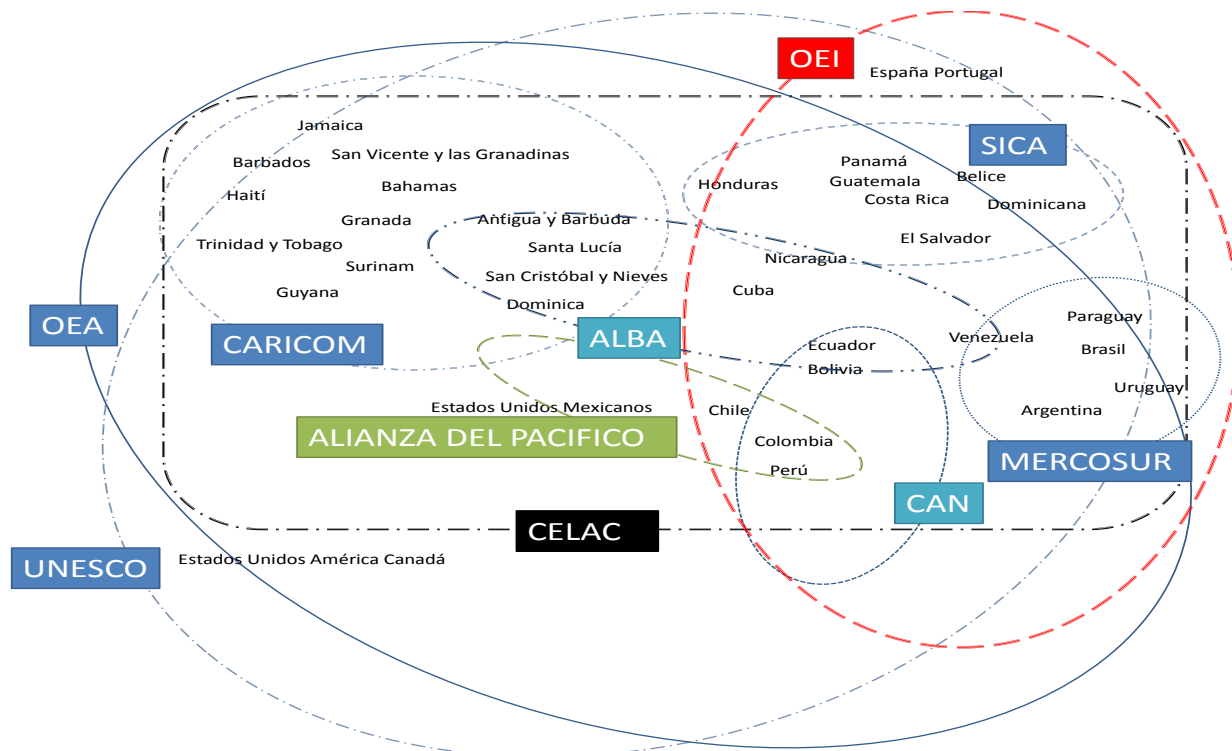 OEI
España Portugal
Jamaica
SICA
San Vicente y las Granadinas
Barbados
Panamá
Belice
Haití
Bahamas
Honduras
Guatemala
Costa Rica
Dominicana
Granada
Antigua y Barbuda
Trinidad y Tobago
Santa Lucía
El Salvador
Surinam
Nicaragua
San Cristóbal y Nieves
Guyana
Cuba
Dominica
OEA
CARICOM
ALBA
Paraguay
Venezuela
Ecuador
Brasil
Bolivia
Uruguay
Estados Unidos Mexicanos
Chile
Argentina
ALIANZA DEL PACIFICO
Colombia
Perú
MERCOSUR
CAN
CELAC
UNESCO
Estados Unidos América Canadá